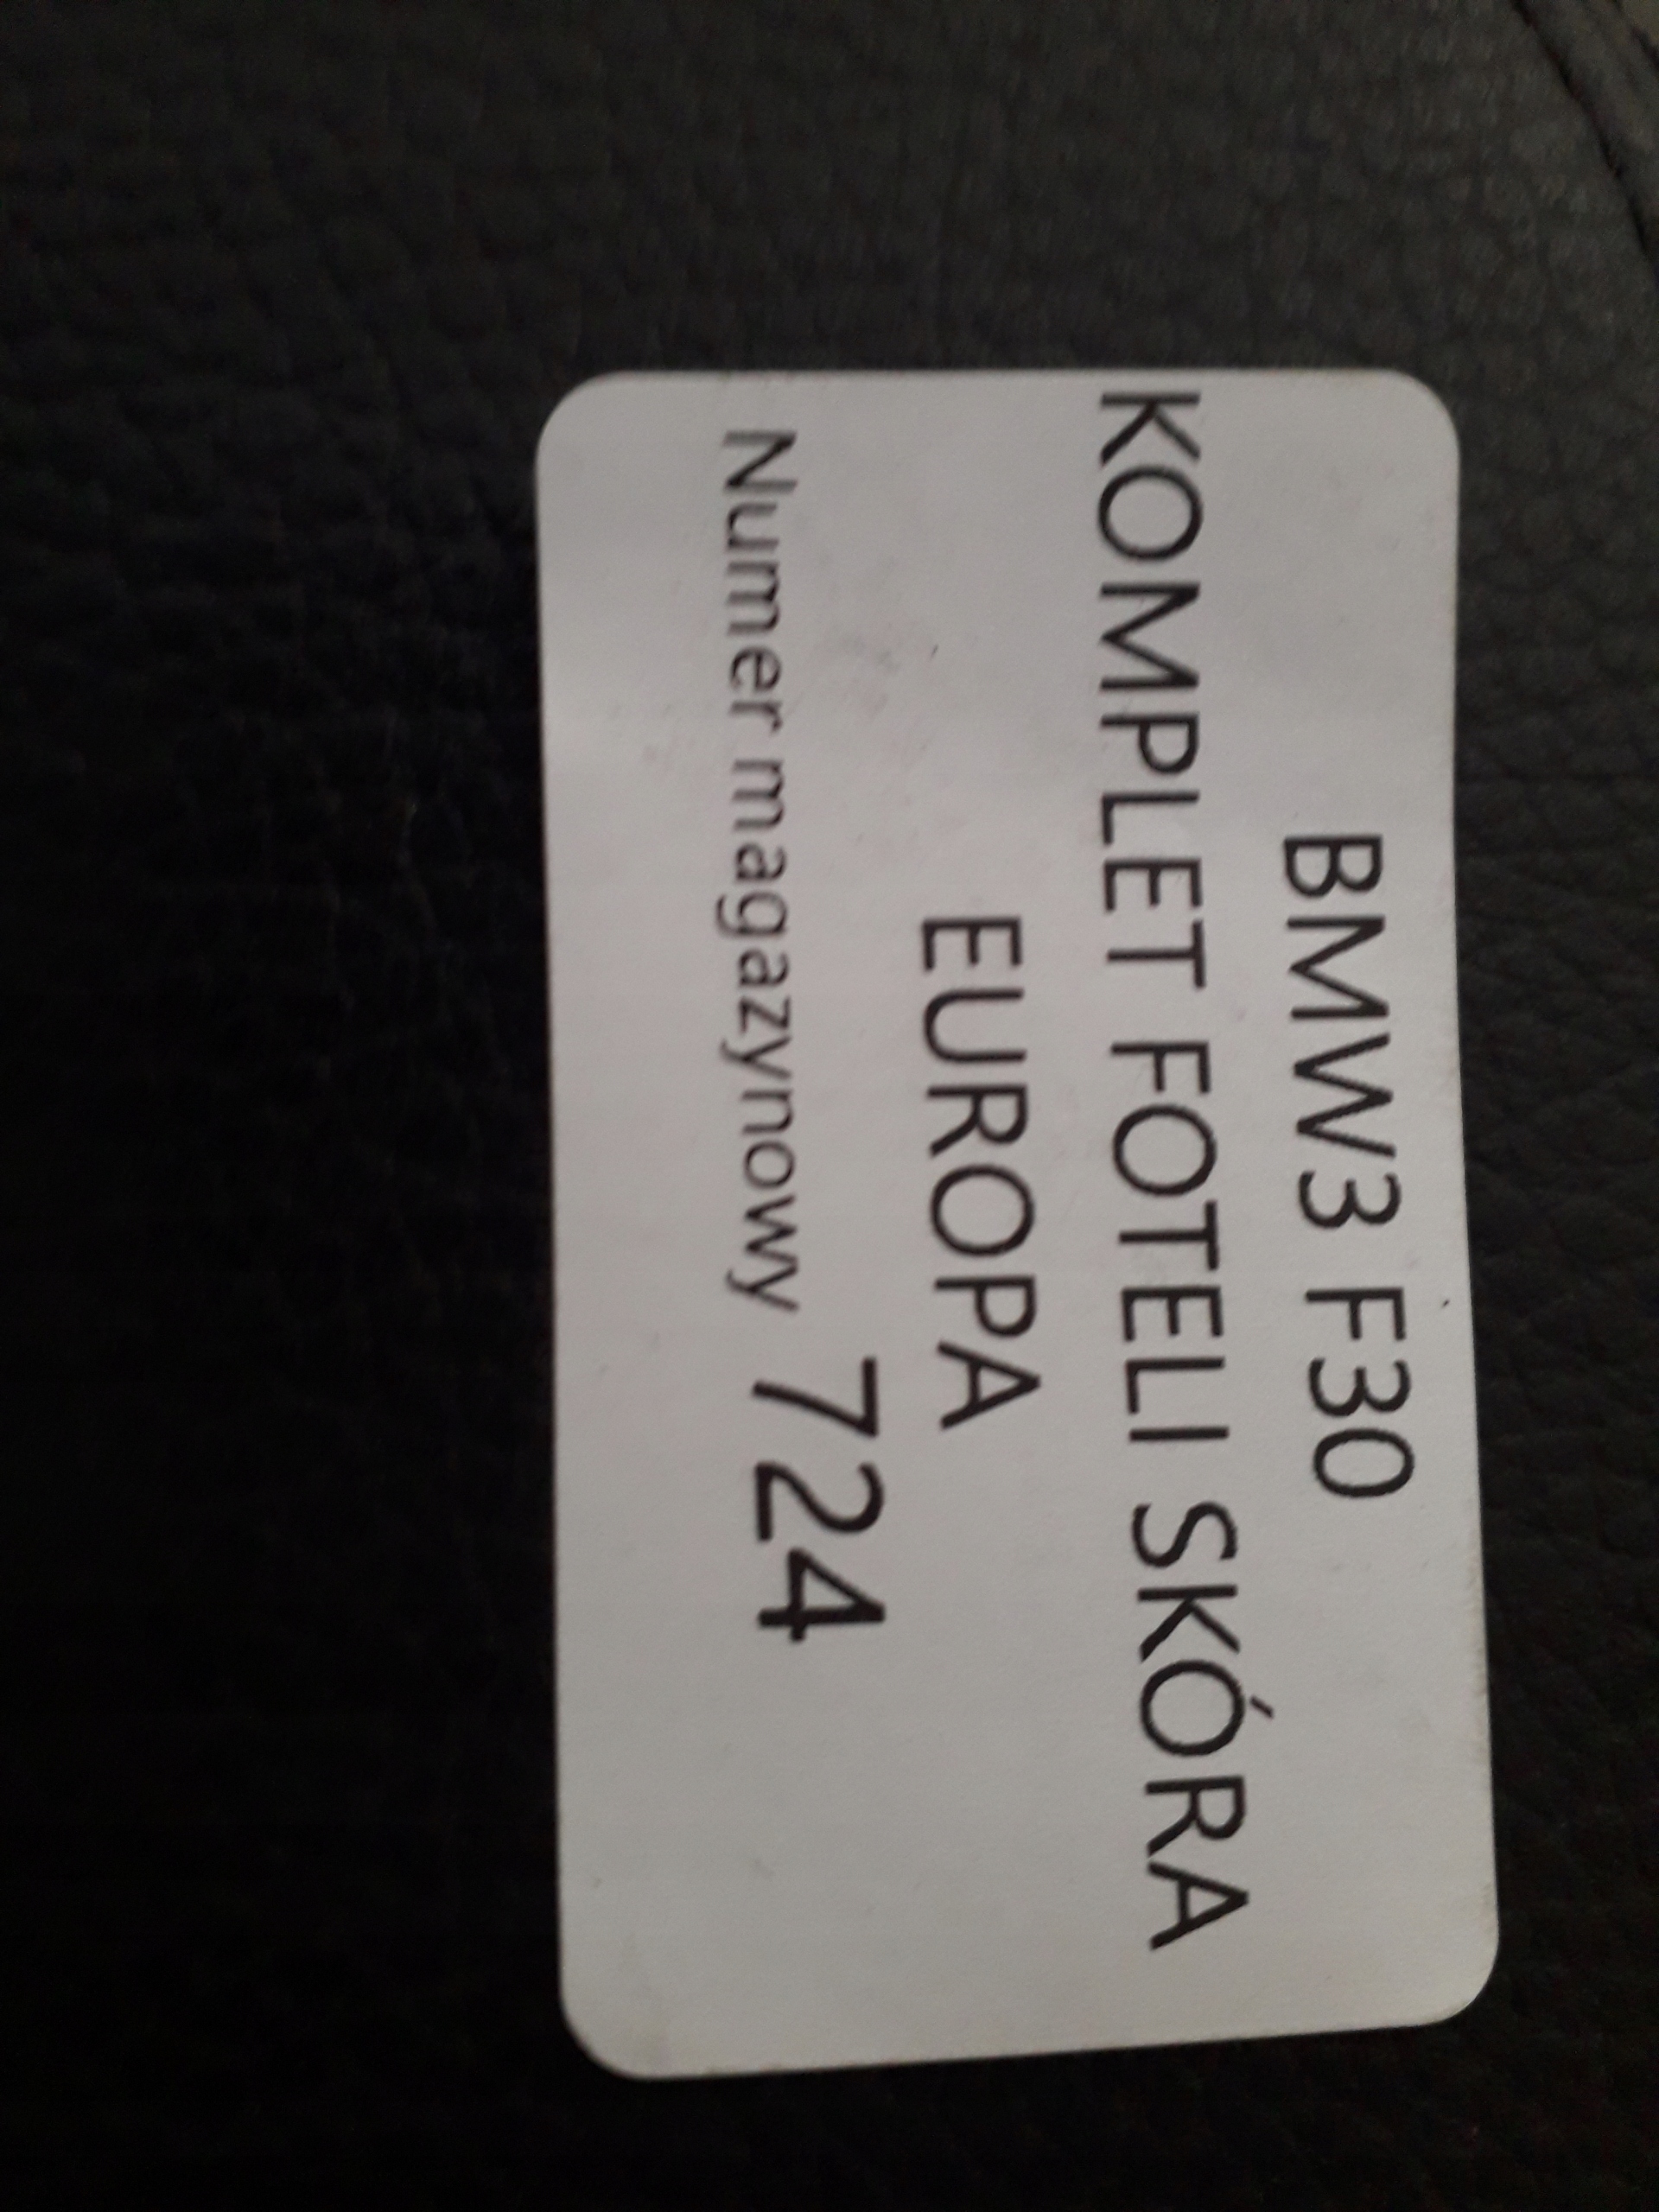 BMW3 F30
KOMPLET FOTELI SKÓRA
EUROPA
Numer magazynowy 724